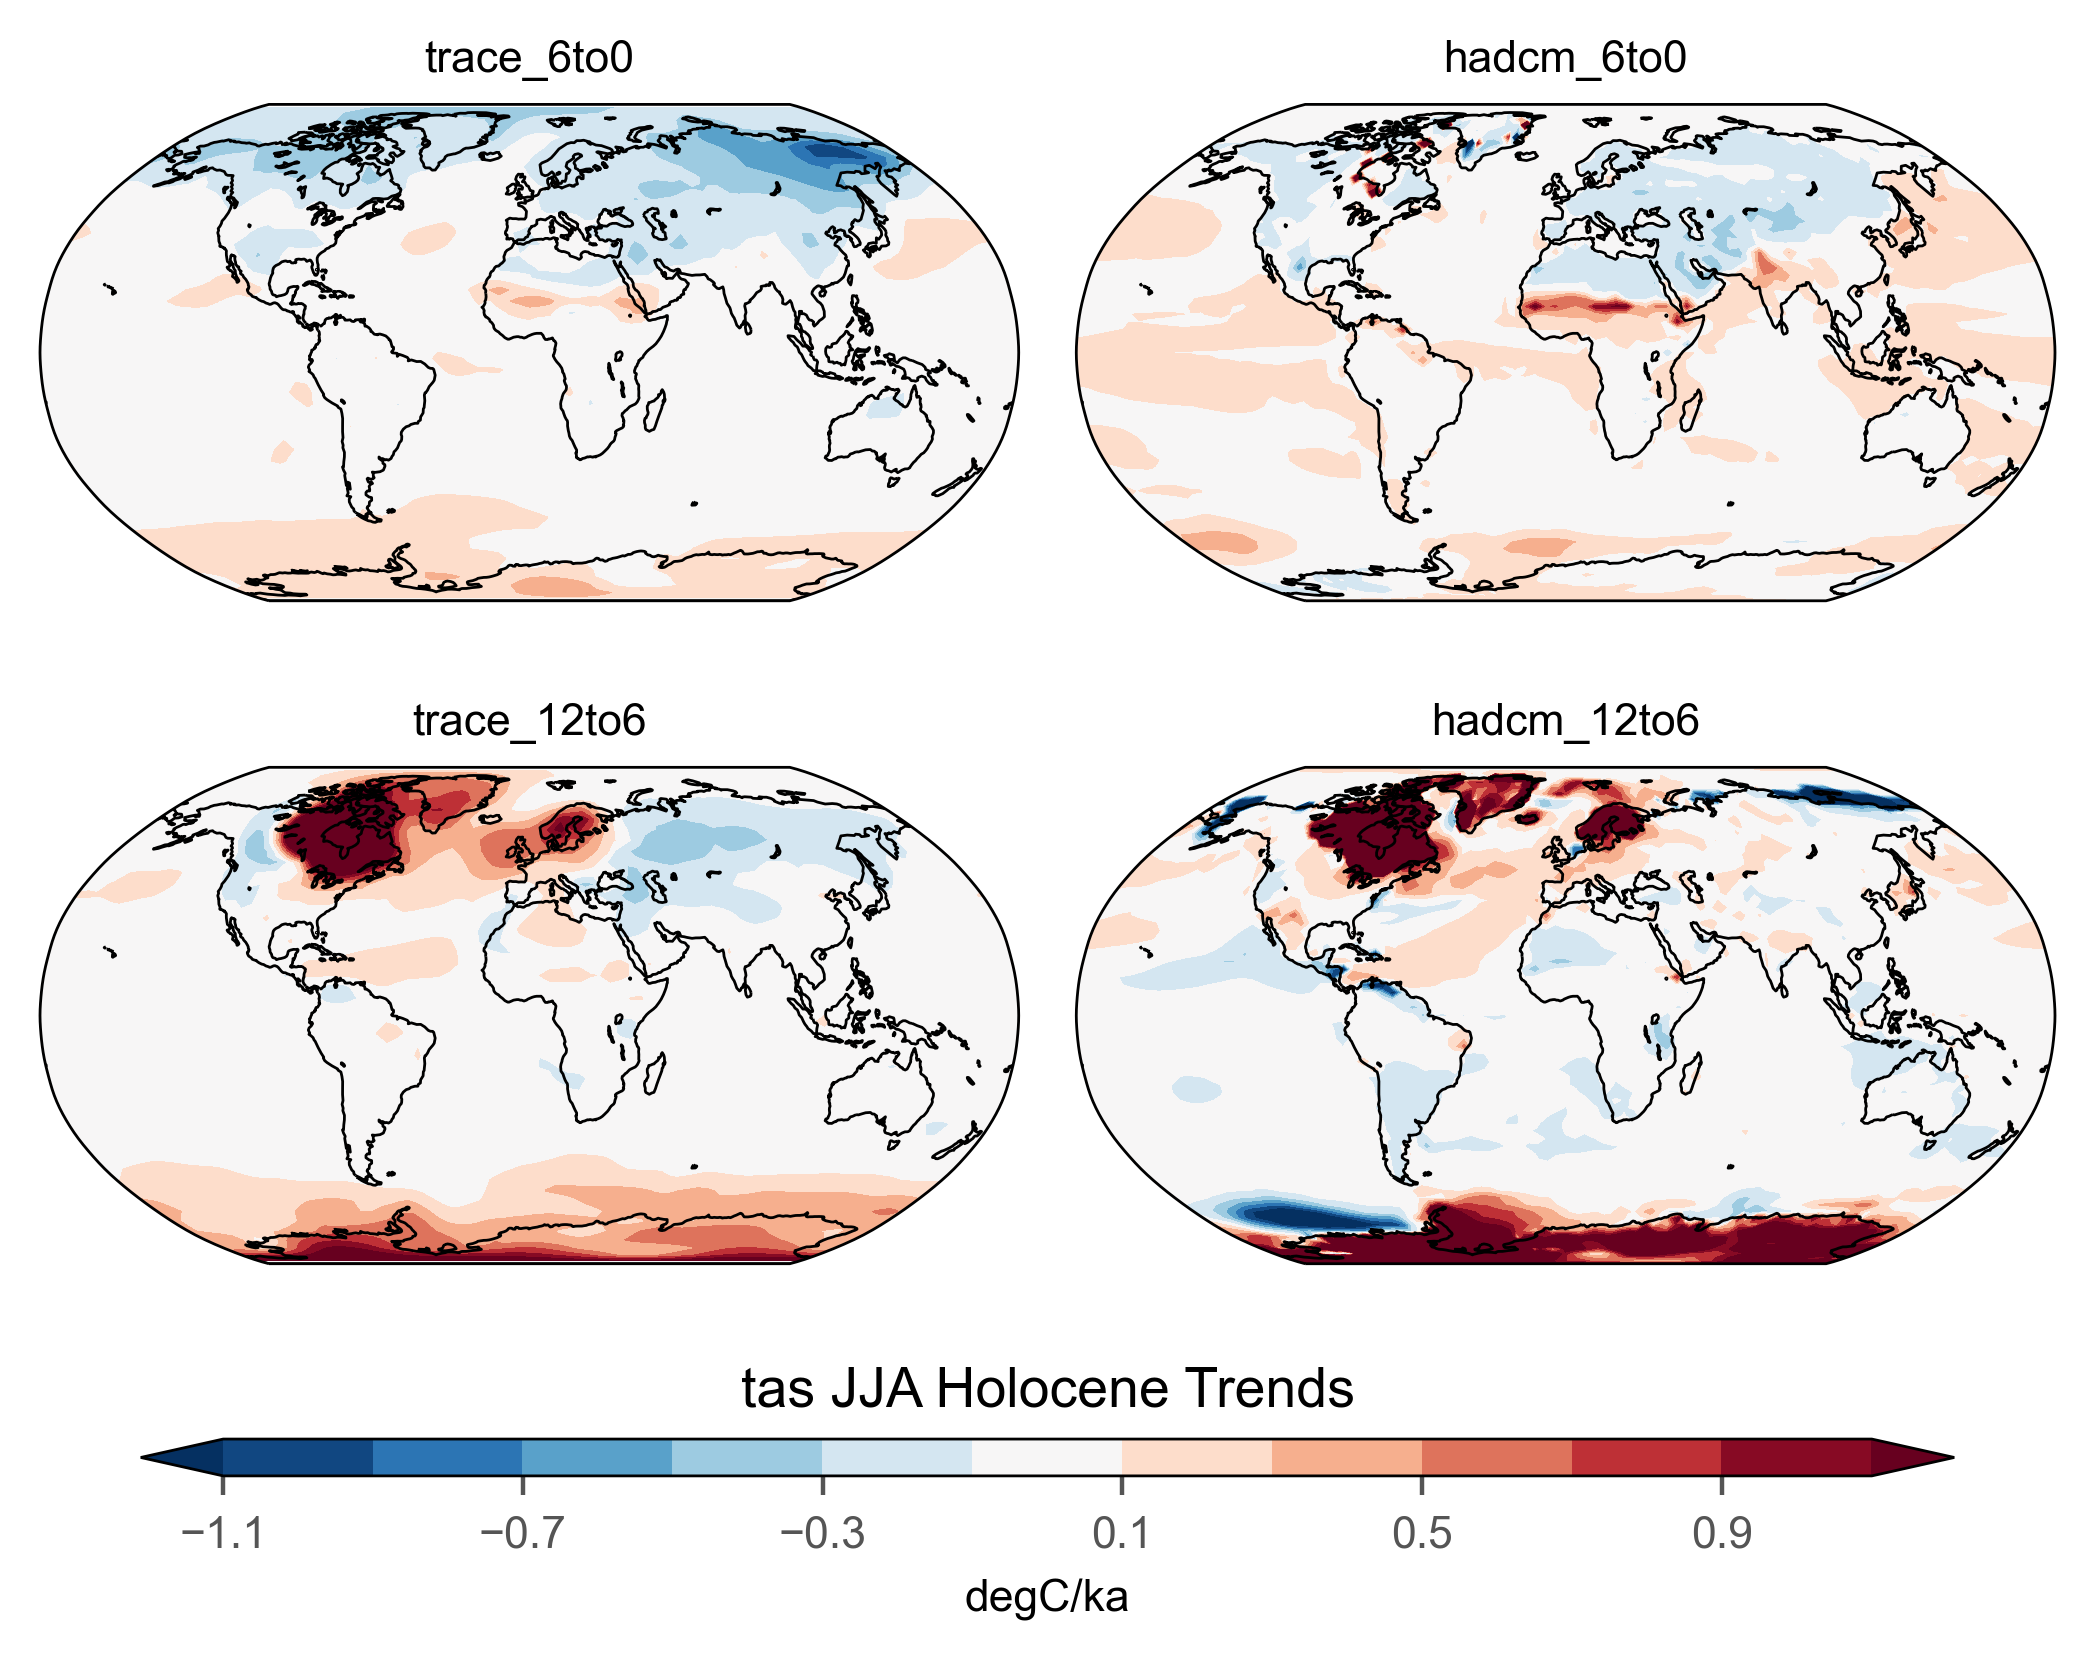 trace_6to0
hadcm_6to0
trace_12to6
hadcm_12to6
tas JJA Holocene Trends
−1.1 −0.7 −0.3 0.1 0.5 0.9
degC/ka